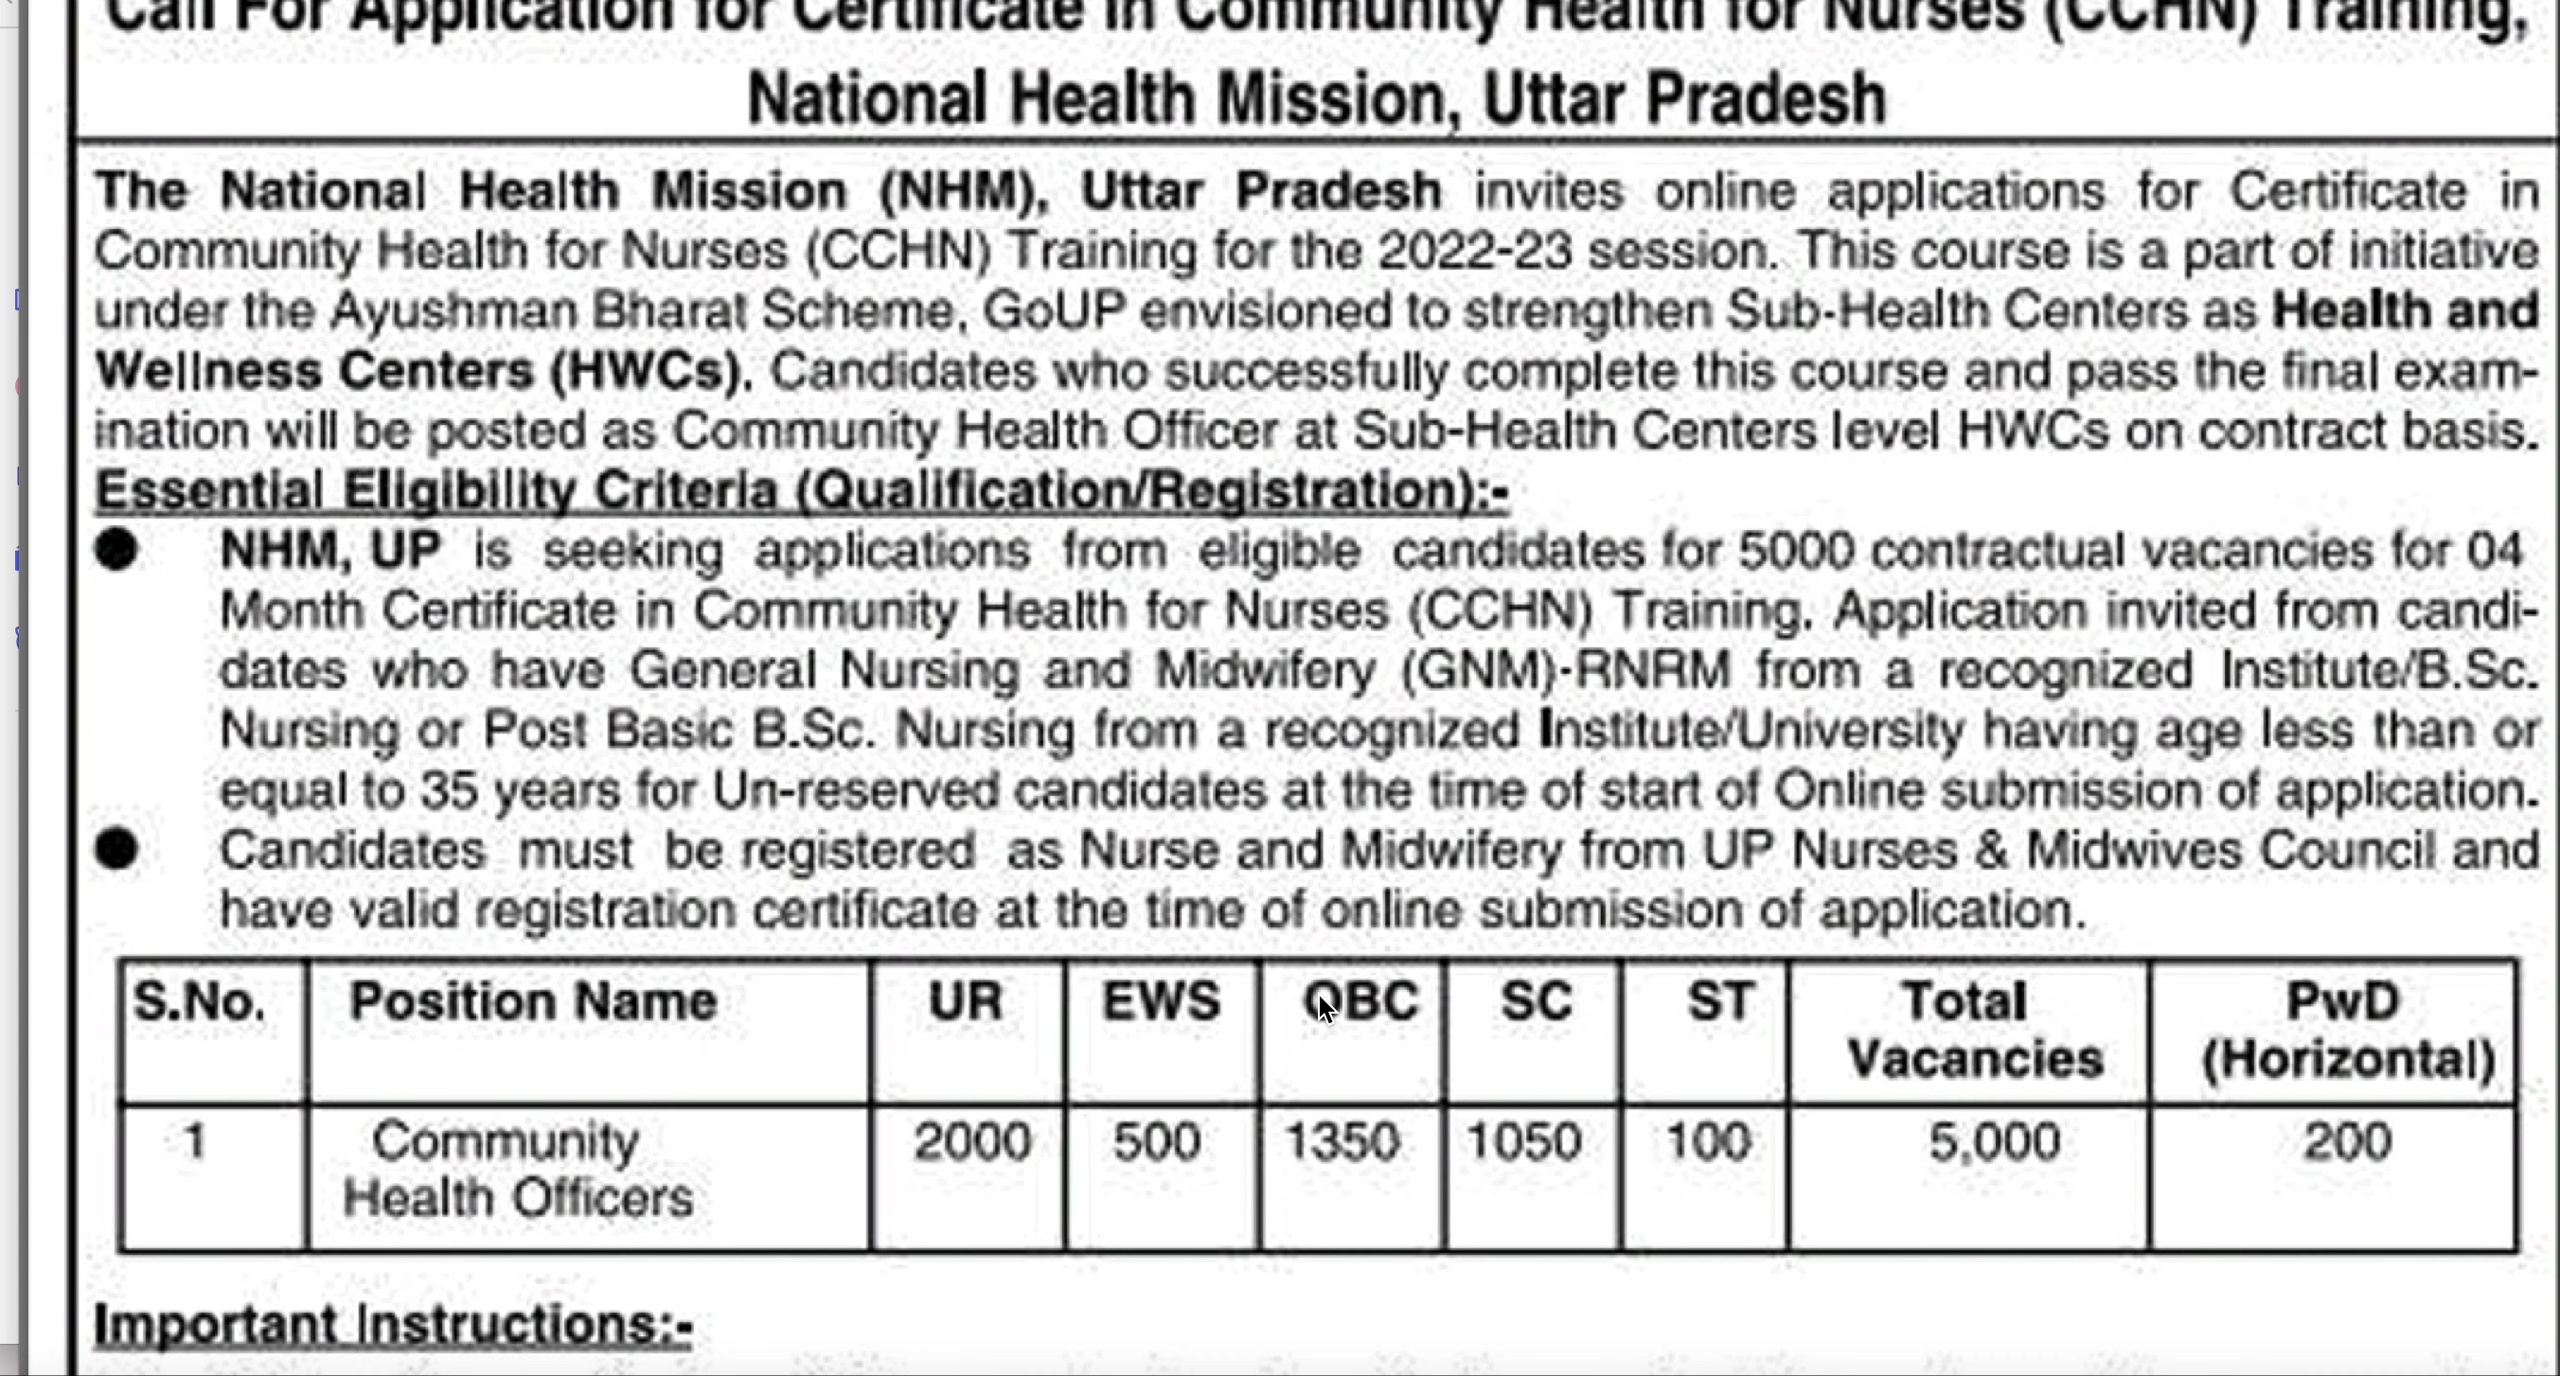 Call For Application for Certificate in Community Health for Nurses (CCHN) Training,
National Health Mission, Uttar Pradesh
The National Health Mission (NHM), Uttar Pradesh invites online applications for Certificate in
Community Health for Nurses (CCHN) Training for the 2022-23 session. This course is a part of initiative
under the Ayushman Bharat Scheme, GoUP envisioned to strengthen Sub-Health Centers as Health and
Wellness Centers (HWCs). Candidates who successfully complete this course and pass the final exam-
ination will be posted as Community Health Officer at Sub-Health Centers level HWCs on contract basis.
Essential Eligibility Criteria (Qualification/Registration):-
● NHM, UP is seeking applications from eligible candidates for 5000 contractual vacancies for 04
Month Certificate in Community Health for Nurses (CCHN) Training. Application invited from candi-
dates who have General Nursing and Midwifery (GNM)-RNRM from a recognized Institute/B.Sc.
Nursing or Post Basic B.Sc. Nursing from a recognized Institute/University having age less than or
equal to 35 years for Un-reserved candidates at the time of start of Online submission of application.
● Candidates must be registered as Nurse and Midwifery from UP Nurses & Midwives Council and
have valid registration certificate at the time of online submission of application.
S.No. Position Name UR EWS OBC SC ST Total PwD
Vacancies (Horizontal)
1 Community 2000 500 1350 1050 100 5,000 200
Health Officers
Important Instructions:-